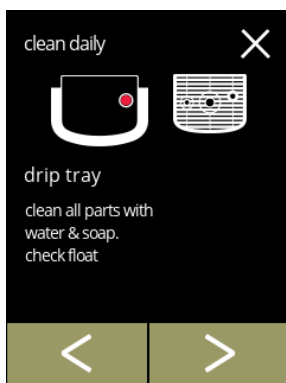 clean daily
drip tray
clean all parts with
water & soap.
check float